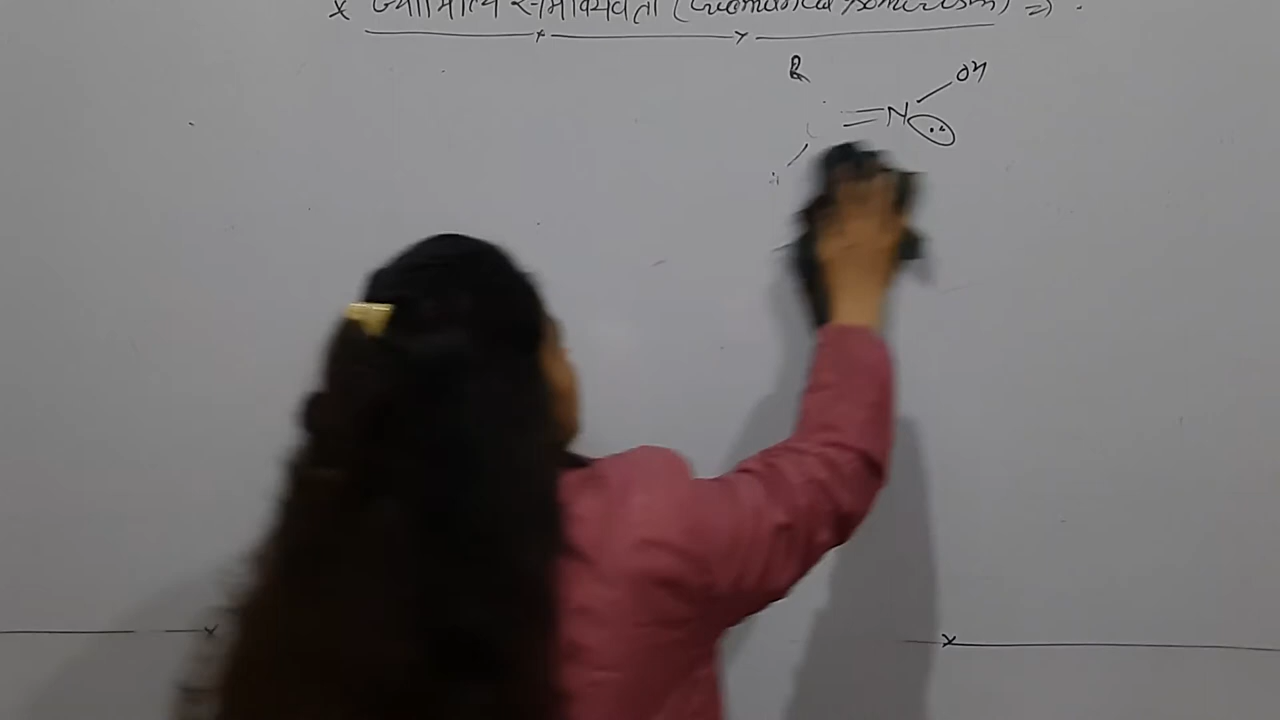 × ज्यामितीय समावयवता (Geometrical Isomerism) ⇒
R
=N
OH